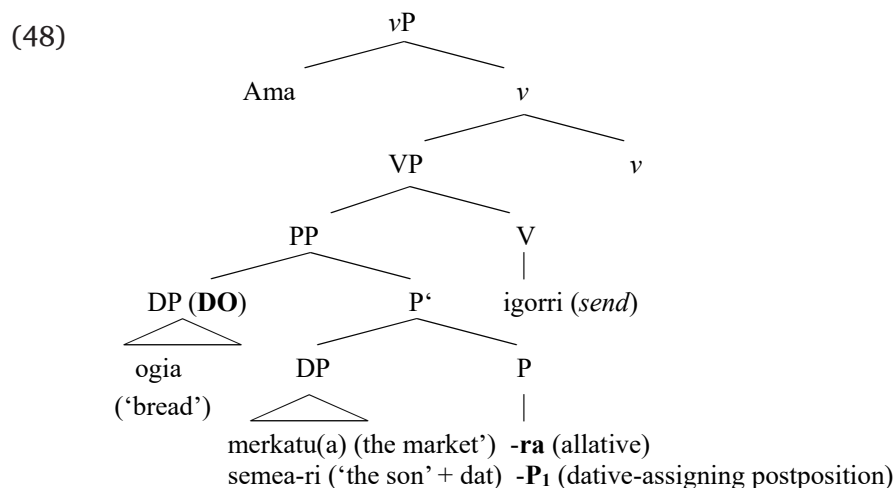 (48)
vP
Ama v
VP v
PP V
DP (DO) P‘ igorri (send)
ogia DP P
(‘bread’)
merkatu(a) (the market’) -ra (allative)
semea-ri (‘the son’ + dat) -P₁ (dative-assigning postposition)